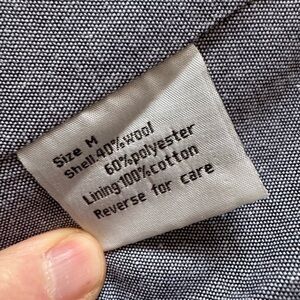 Size M
Shell:40%wool
60%polyester
Lining:100%cotton
Reverse for care